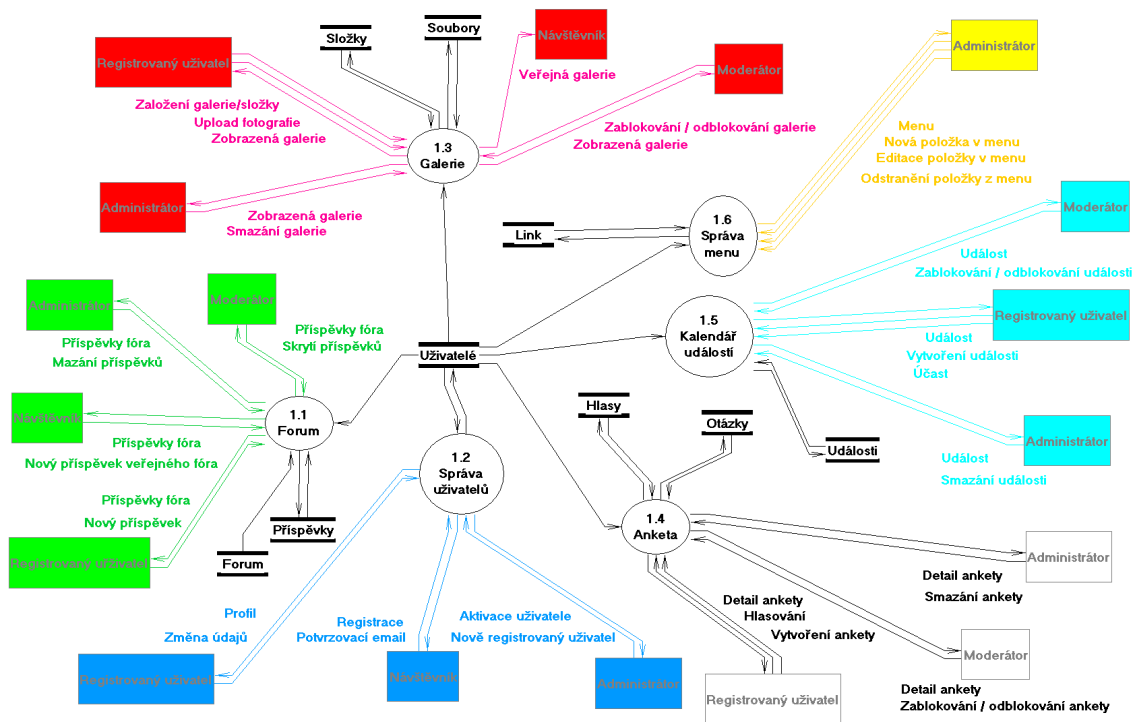 Složky
Soubory
Návštěvník
Registrovaný uživatel
Veřejná galerie
Moderátor
Administrátor
Založení galerie/složky
Upload fotografie
Zobrazená galerie
1.3
Galerie
Zablokování / odblokování galerie
Zobrazená galerie
Menu
Nová položka v menu
Editace položky v menu
Odstranění položky z menu
Administrátor
Zobrazená galerie
Smazání galerie
Link
1.6
Správa
menu
Moderátor
Událost
Zablokování / odblokování události
Administrátor
Moderátor
Příspěvky fóra
Mazání příspěvků
Příspěvky fóra
Skrytí příspěvků
Uživatelé
1.5
Kalendář
událostí
Registrovaný uživatel
Událost
Vytvoření události
Účast
Návštěvník
1.1
Forum
Příspěvky fóra
Nový příspěvek veřejného fóra
Hlasy
Otázky
Události
Administrátor
Událost
Smazání události
1.2
Správa
uživatelů
Příspěvky fóra
Nový příspěvek
Registrovaný urživatel
Forum
Příspěvky
1.4
Anketa
Administrátor
Detail ankety
Smazání ankety
Profil
Změna údajů
Registrace
Potvrzovací email
Aktivace uživatele
Nově registrovaný uživatel
Detail ankety
Hlasování
Vytvoření ankety
Registrovaný uživatel
Návštěvník
Administrátor
Registrovaný uživatel
Moderátor
Detail ankety
Zablokování / odblokování ankety